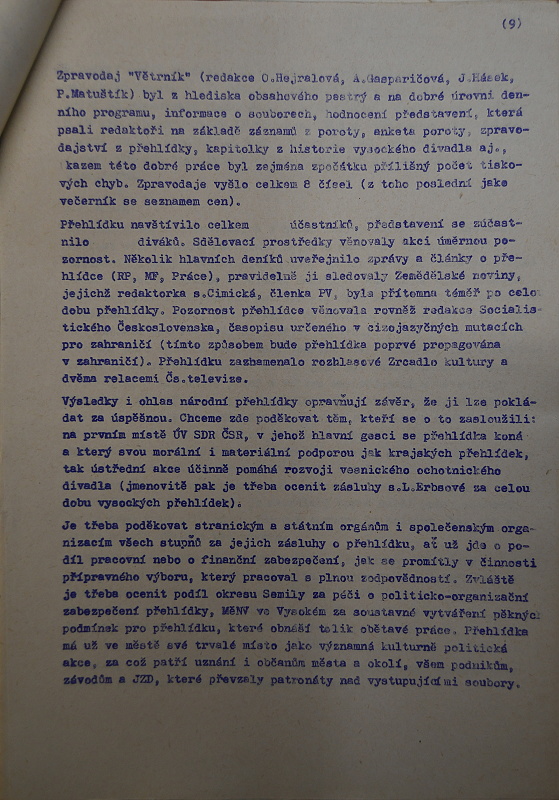 (9)
Zpravodaj "Větrník" (redakce O.Hejralová, A.Gasparičová, J.Hásek,
P.Matuštík) byl z hlediska obsahového pestrý a na dobré úrovni den-
ního programu, informace o souborech, hodnocení představení, která
psali redaktoři na základě záznamů z poroty, anketa poroty, zpravo-
dajství z přehlídky, kapitolky z historie vysockého divadla aj.,
kazem této dobré práce byl zejména zpočátku přílišný počet tisko-
vých chyb. Zpravodaje vyšlo celkem 8 čísel (z toho poslední jako
večerník se seznamem cen).
Přehlídku navštívilo celkem účastníků, představení se zúčast-
nilo diváků. Sdělovací prostředky věnovaly akci úměrnou po-
zornost. Několik hlavních deníků uveřejnilo zprávy a články o pře-
hlídce (RP, MF, Práce), pravidelně ji sledovaly Zemědělské noviny,
jejichž redaktorka s.Cimická, členka PV, byla přítomna téměř po celou
dobu přehlídky. Pozornost přehlídce věnovala rovněž redakce Socialis-
tického Československa, časopisu určeného v cizojazyčných mutacích
pro zahraničí (tímto způsobem bude přehlídka poprvé propagována
v zahraničí). Přehlídku zaznamenalo rozhlasové Zrcadlo kultury a
dvěma relacemi Čs.televize.
Výsledky i ohlas národní přehlídky opravňují závěr, že ji lze poklá-
dat za úspěšnou. Chceme zde poděkovat těm, kteří se o to zasloužili:
na prvním místě ÚV SDR ČSR, v jehož hlavní gesci se přehlídka koná
a který svou morální i materiální podporou jak krajských přehlídek,
tak ústřední akce účinně pomáhá rozvoji vesnického ochotnického
divadla (jmenovitě pak je třeba ocenit zásluhy s.L.Erbsové za celou
dobu vysockých přehlídek).
Je třeba poděkovat stranickým a státním orgánům i společenským orga-
nizacím všech stupňů za jejich zásluhy o přehlídku, ať už jde o po-
díl pracovní nebo o finanční zabezpečení, jak se promítly v činnosti
přípravného výboru, který pracoval s plnou zodpovědností. Zvláště
je třeba ocenit podíl okresu Semily za péči o politicko-organizační
zabezpečení přehlídky, MěNV ve Vysokém za soustavné vytváření pěkných
podmínek pro přehlídku, které obnáší tolik obětavé práce. Přehlídka
má už ve městě své trvalé místo jako významná kulturně politická
akce, za což patří uznání i občanům města a okolí, všem podnikům,
závodům a JZD, které převzaly patronáty nad vystupujícími soubory.